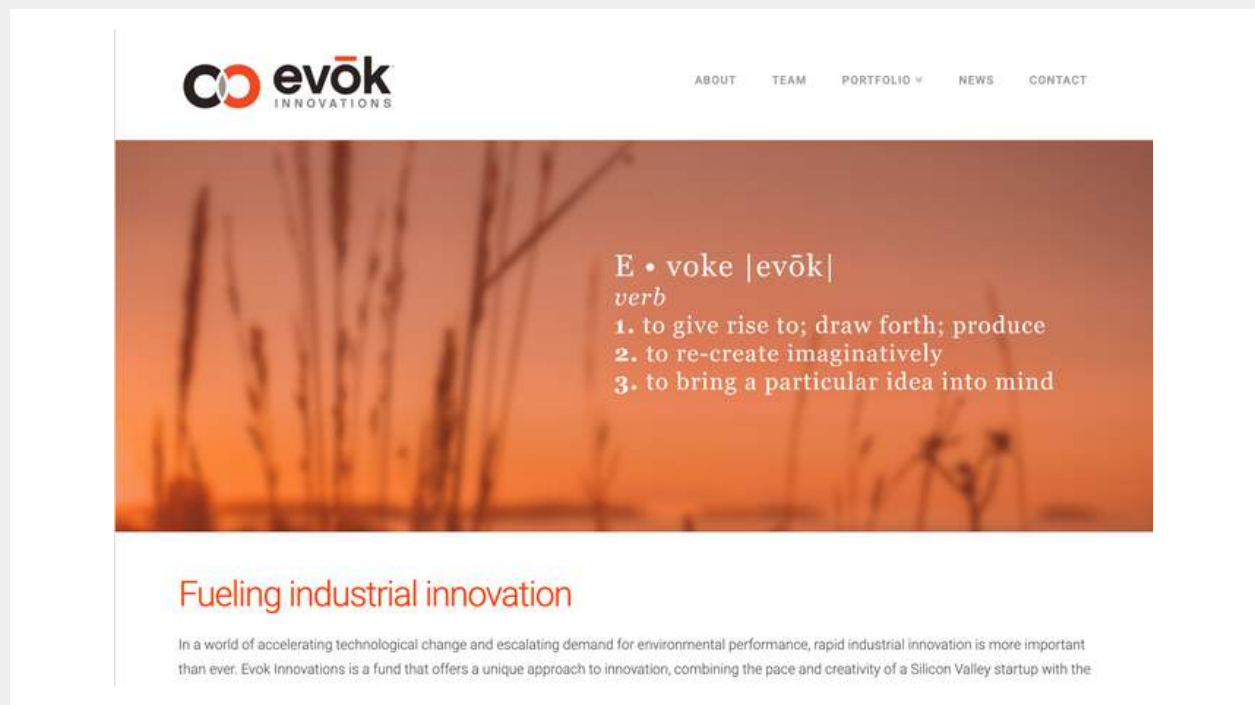 evōk
INNOVATIONS
ABOUT TEAM PORTFOLIO NEWS CONTACT
E • voke |evōk|
verb
1. to give rise to; draw forth; produce
2. to re-create imaginatively
3. to bring a particular idea into mind
Fueling industrial innovation
In a world of accelerating technological change and escalating demand for environmental performance, rapid industrial innovation is more important
than ever. Evok Innovations is a fund that offers a unique approach to innovation, combining the pace and creativity of a Silicon Valley startup with the